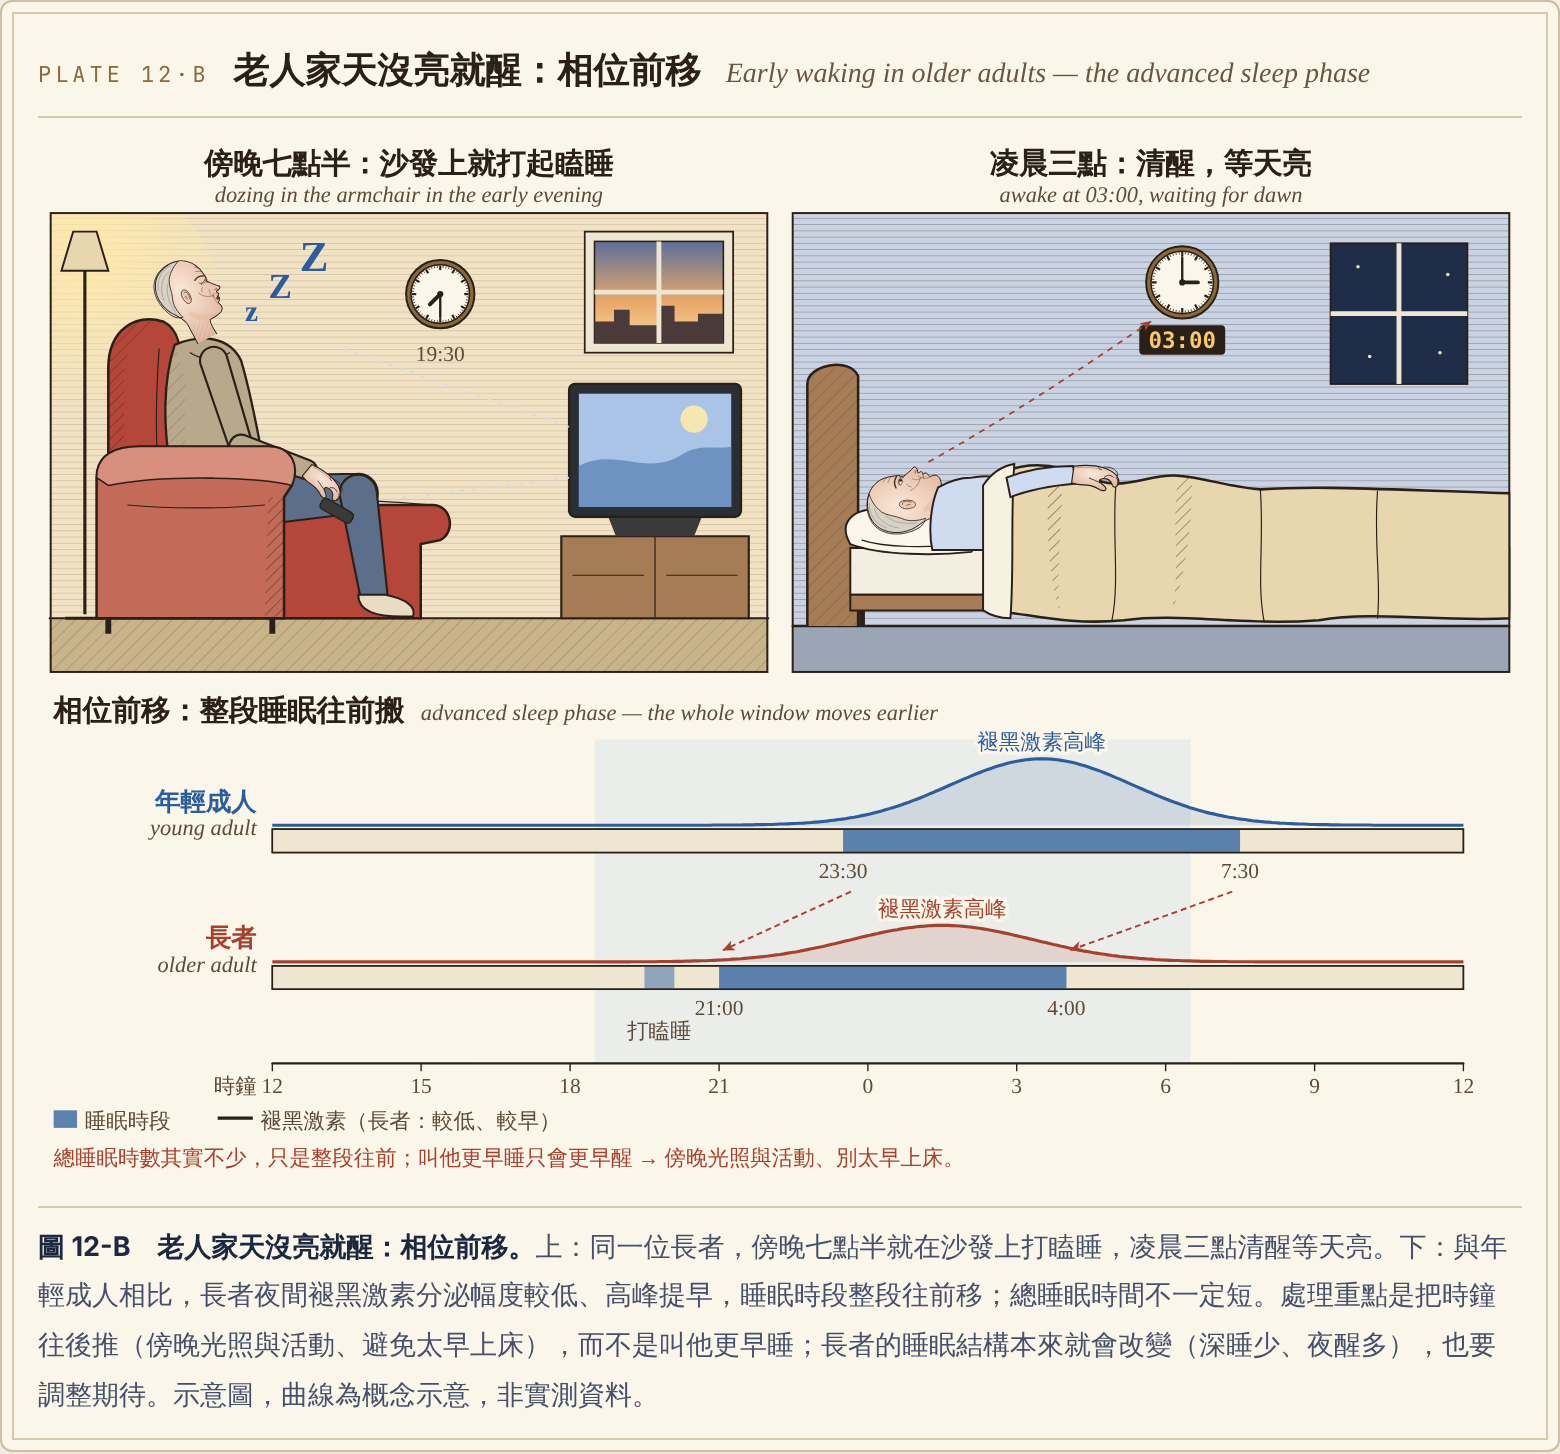 PLATE 12·B 老人家天沒亮就醒：相位前移 Early waking in older adults — the advanced sleep phase
傍晚七點半：沙發上就打起瞌睡
dozing in the armchair in the early evening
z Z Z
19:30
凌晨三點：清醒，等天亮
awake at 03:00, waiting for dawn
03:00
相位前移：整段睡眠往前搬 advanced sleep phase — the whole window moves earlier
褪黑激素高峰
年輕成人
young adult
23:30 7:30
褪黑激素高峰
長者
older adult
21:00 4:00
打瞌睡
時鐘 12 15 18 21 0 3 6 9 12
睡眠時段 褪黑激素（長者：較低、較早）
總睡眠時數其實不少，只是整段往前；叫他更早睡只會更早醒 → 傍晚光照與活動、別太早上床。
圖 12-B 老人家天沒亮就醒：相位前移。上：同一位長者，傍晚七點半就在沙發上打瞌睡，凌晨三點清醒等天亮。下：與年
輕成人相比，長者夜間褪黑激素分泌幅度較低、高峰提早，睡眠時段整段往前移；總睡眠時間不一定短。處理重點是把時鐘
往後推（傍晚光照與活動、避免太早上床），而不是叫他更早睡；長者的睡眠結構本來就會改變（深睡少、夜醒多），也要
調整期待。示意圖，曲線為概念示意，非實測資料。